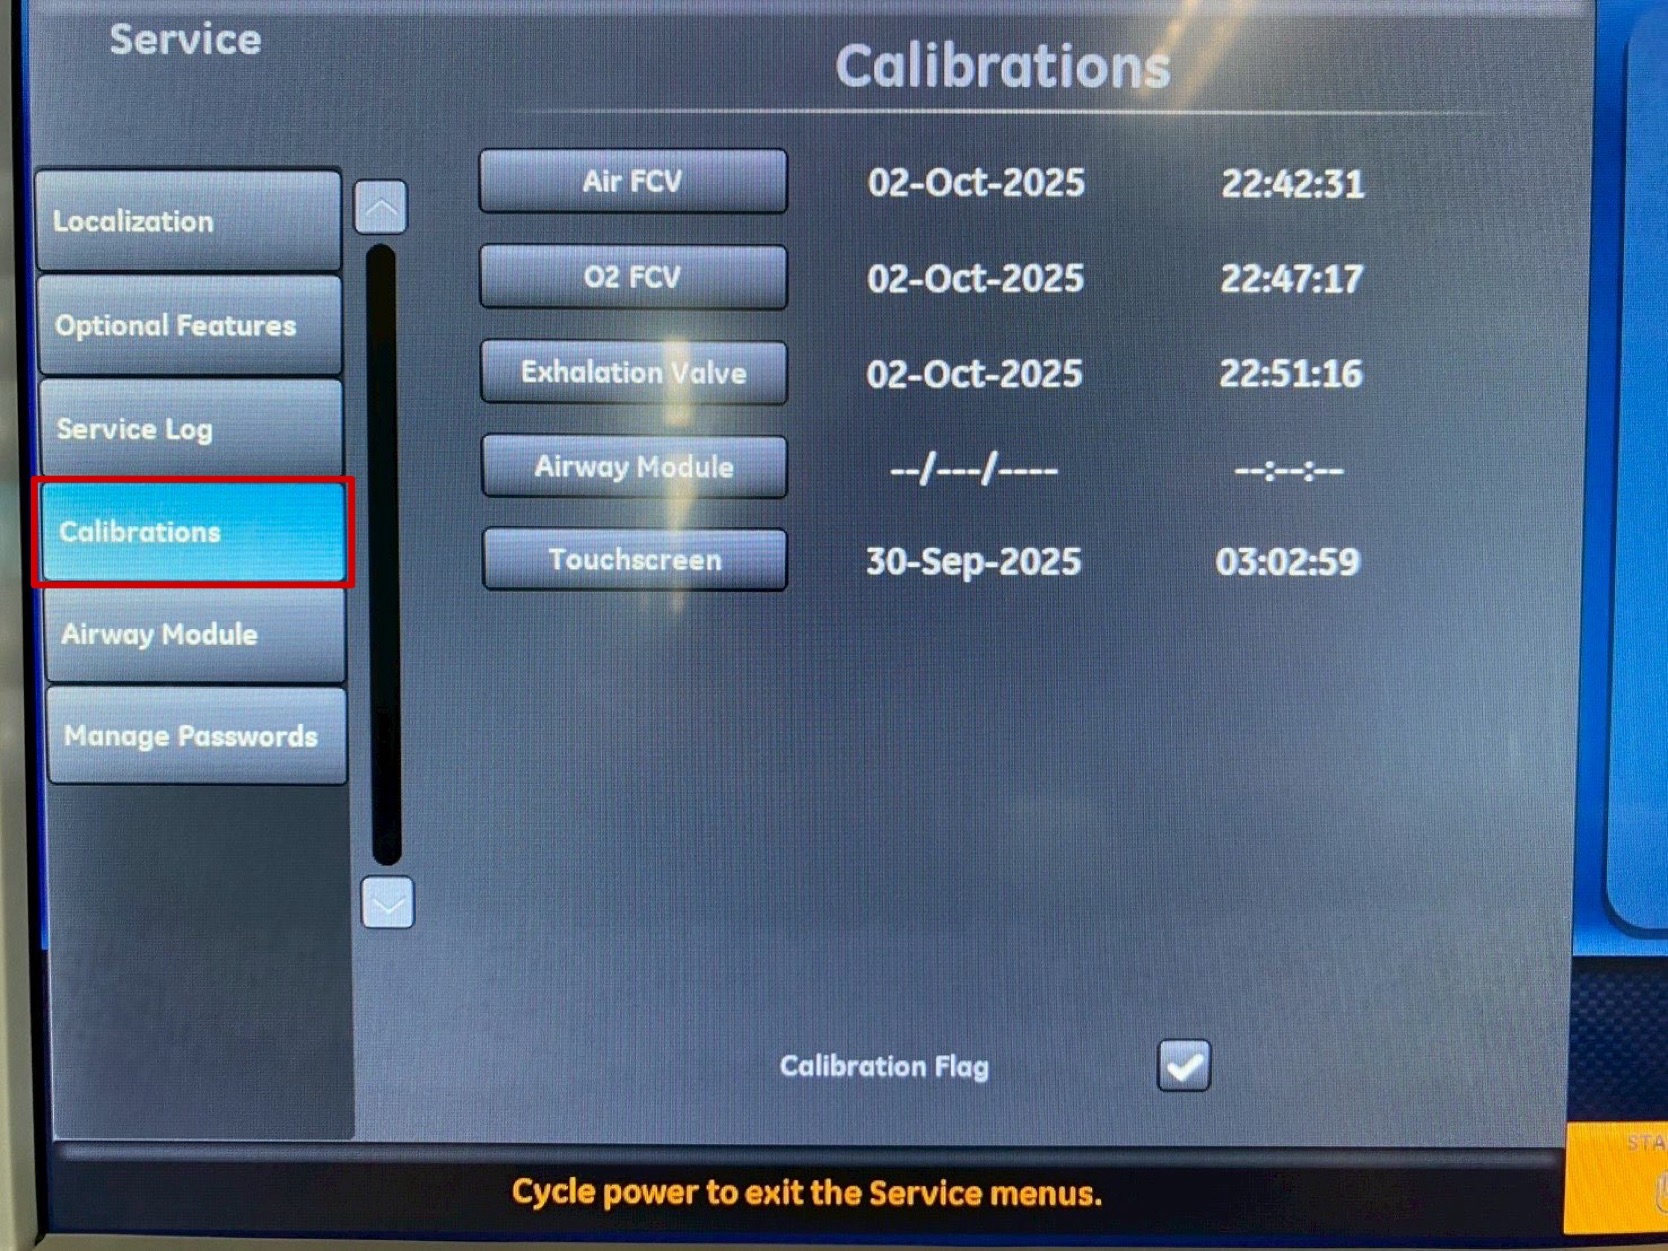 Service
Calibrations
Localization
Optional Features
Service Log
Calibrations
Airway Module
Manage Passwords
Air FCV 02-Oct-2025 22:42:31
O2 FCV 02-Oct-2025 22:47:17
Exhalation Valve 02-Oct-2025 22:51:16
Airway Module --/---/---- --:--:--
Touchscreen 30-Sep-2025 03:02:59
Calibration Flag
Cycle power to exit the Service menus.